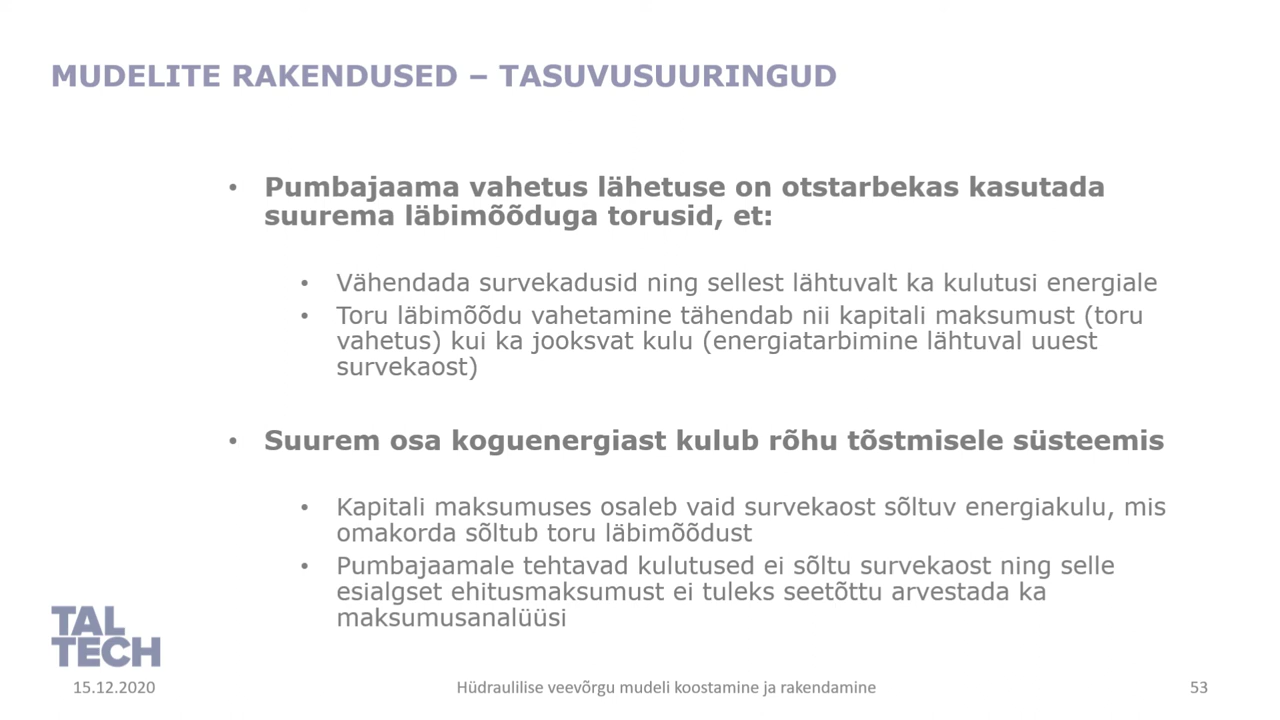 MUDELITE RAKENDUSED – TASUVUSUURINGUD
• Pumbajaama vahetus lähetuse on otstarbekas kasutada
suurema läbimõõduga torusid, et:
• Vähendada survekadusid ning sellest lähtuvalt ka kulutusi energiale
• Toru läbimõõdu vahetamine tähendab nii kapitali maksumust (toru
vahetus) kui ka jooksvat kulu (energiatarbimine lähtuval uuest
survekaost)
• Suurem osa koguenergiast kulub rõhu tõstmisele süsteemis
• Kapitali maksumuses osaleb vaid survekaost sõltuv energiakulu, mis
omakorda sõltub toru läbimõõdust
• Pumbajaamale tehtavad kulutused ei sõltu survekaost ning selle
esialgset ehitusmaksumust ei tuleks seetõttu arvestada ka
maksumusanalüüsi
TAL
TECH
15.12.2020
Hüdraulilise veevõrgu mudeli koostamine ja rakendamine
53